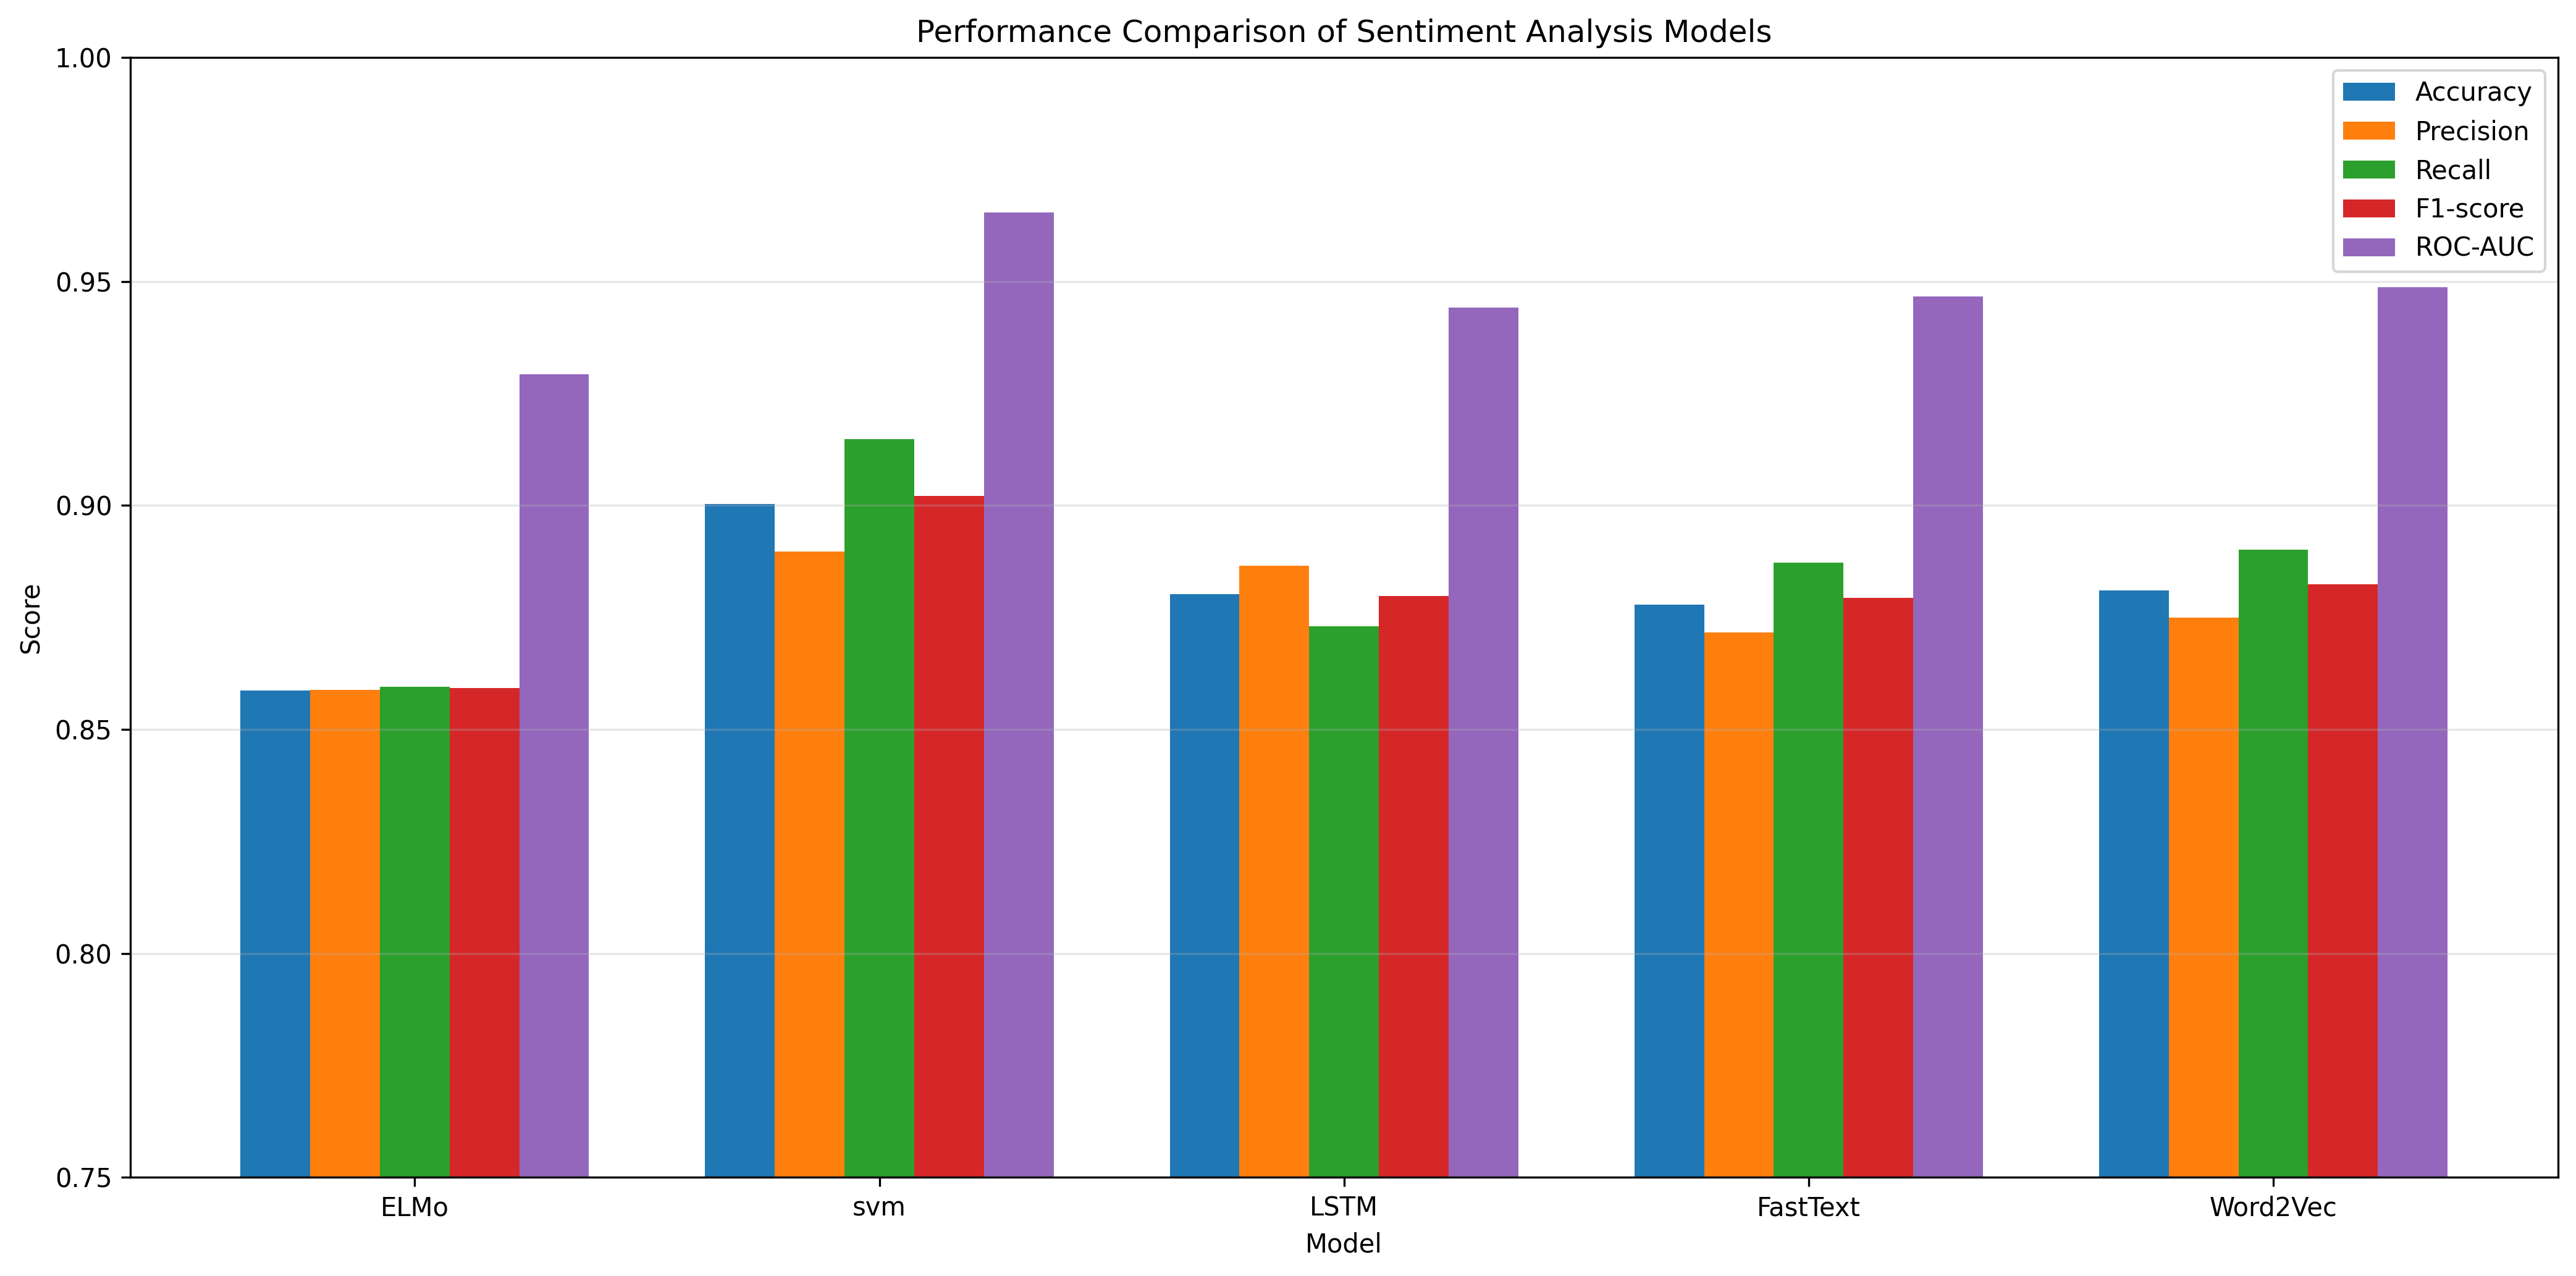 Performance Comparison of Sentiment Analysis Models
1.00
0.95
0.90
0.85
0.80
0.75
Score
Accuracy
Precision
Recall
F1-score
ROC-AUC
ELMo
svm
LSTM
FastText
Word2Vec
Model